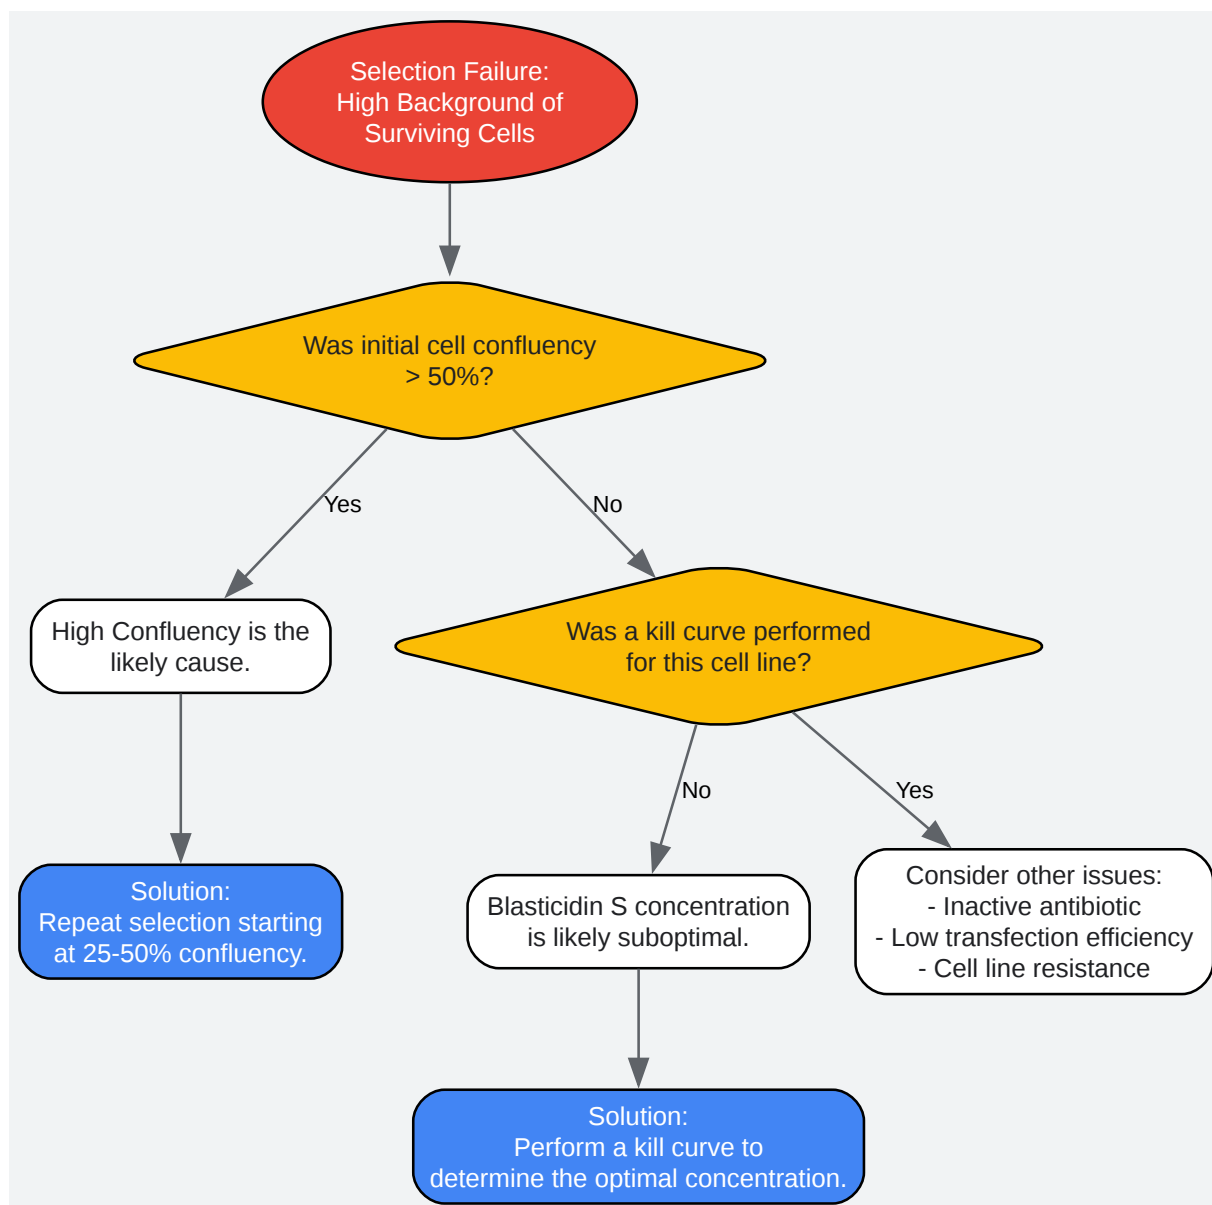 Selection Failure:
High Background of
Surviving Cells
Was initial cell confluency
> 50%?
Yes
No
High Confluency is the
likely cause.
Was a kill curve performed
for this cell line?
No
Yes
Solution:
Repeat selection starting
at 25-50% confluency.
Blasticidin S concentration
is likely suboptimal.
Consider other issues:
- Inactive antibiotic
- Low transfection efficiency
- Cell line resistance
Solution:
Perform a kill curve to
determine the optimal concentration.